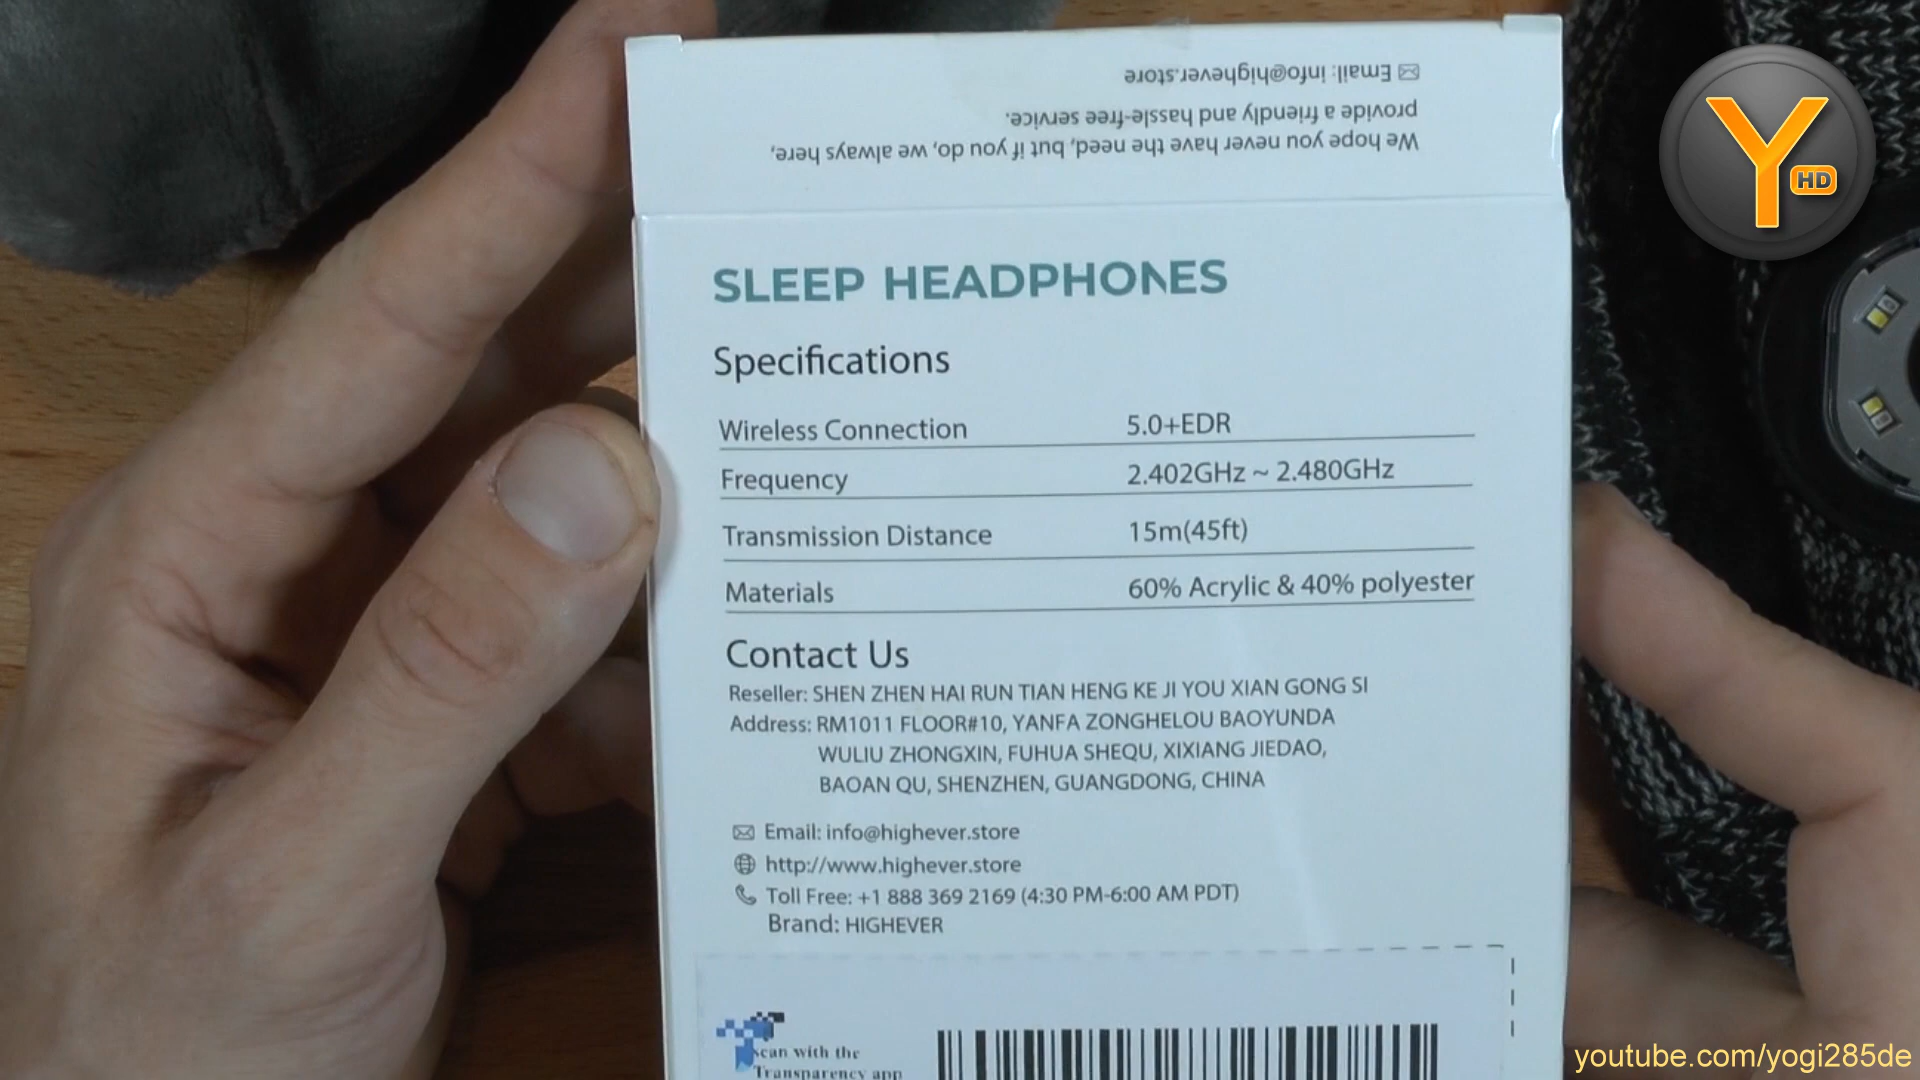 ✉ Email: info@highever.store
provide a friendly and hassle-free service.
We hope you never have the need, but if you do, we always here,
Y HD
SLEEP HEADPHONES
Specifications
Wireless Connection 5.0+EDR
Frequency 2.402GHz ~ 2.480GHz
Transmission Distance 15m(45ft)
Materials 60% Acrylic & 40% polyester
Contact Us
Reseller: SHEN ZHEN HAI RUN TIAN HENG KE JI YOU XIAN GONG SI
Address: RM1011 FLOOR#10, YANFA ZONGHELOU BAOYUNDA
WULIU ZHONGXIN, FUHUA SHEQU, XIXIANG JIEDAO,
BAOAN QU, SHENZHEN, GUANGDONG, CHINA
Email: info@highever.store
http://www.highever.store
Toll Free: +1 888 369 2169 (4:30 PM-6:00 AM PDT)
Brand: HIGHEVER
Scan with the
Transparency app
youtube.com/yogi285de